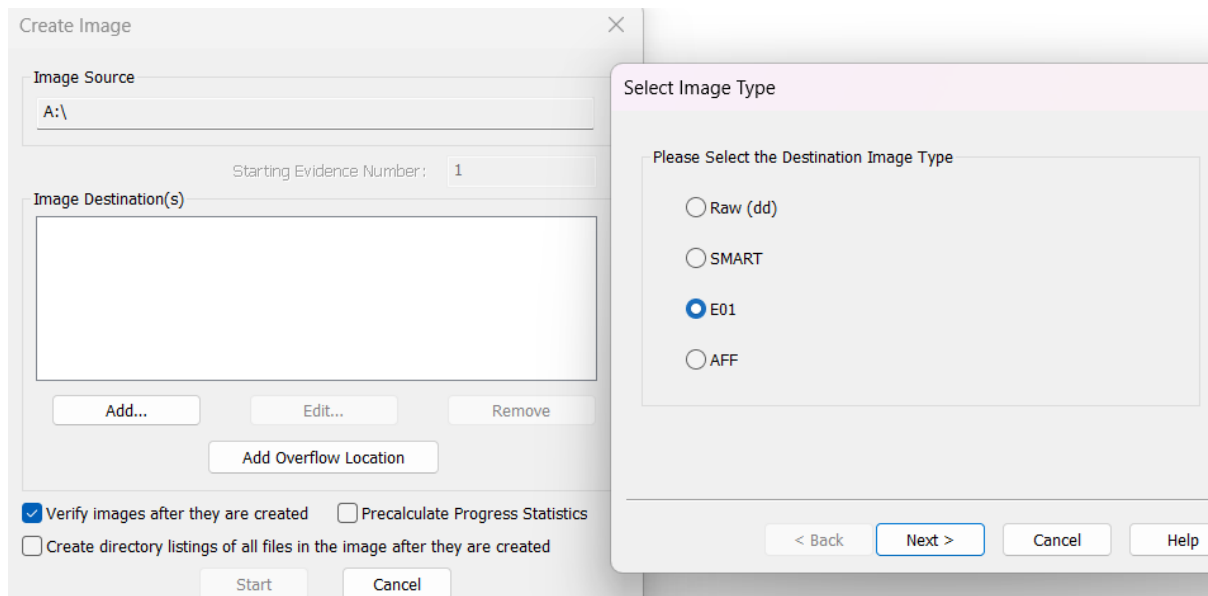 Create Image
Image Source
A:\
Starting Evidence Number: 1
Image Destination(s)
Add... Edit... Remove
Add Overflow Location
Verify images after they are created Precalculate Progress Statistics
Create directory listings of all files in the image after they are created
Start Cancel
Select Image Type
Please Select the Destination Image Type
Raw (dd)
SMART
E01
AFF
< Back Next > Cancel Help